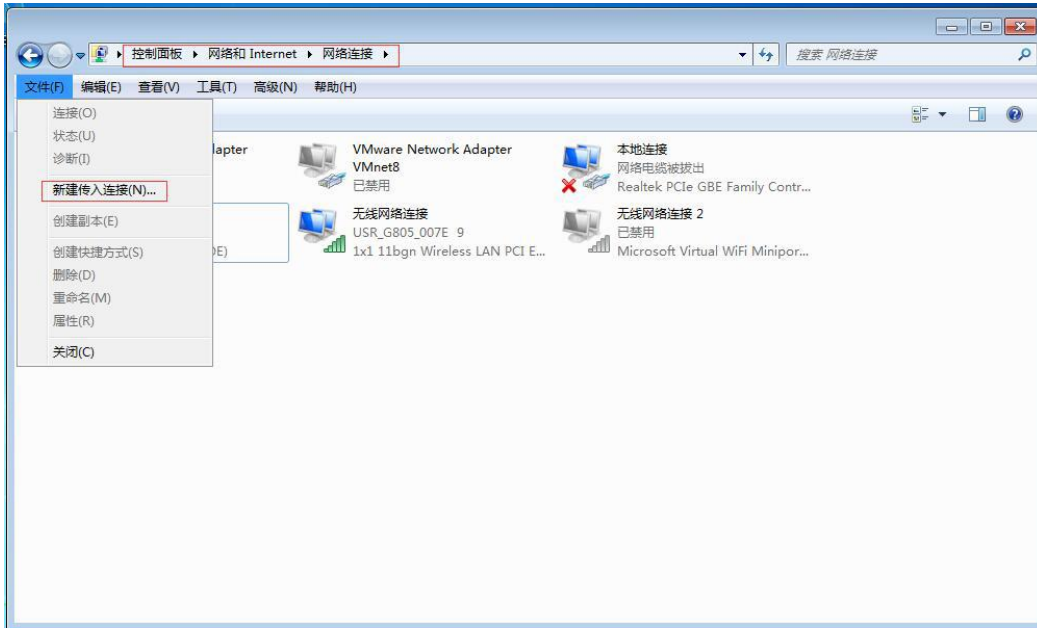 控制面板 ▸ 网络和 Internet ▸ 网络连接 ▸
搜索 网络连接
文件(F) 编辑(E) 查看(V) 工具(T) 高级(N) 帮助(H)
连接(O)
状态(U)
诊断(I)
新建传入连接(N)...
创建副本(E)
创建快捷方式(S)
删除(D)
重命名(M)
属性(R)
关闭(C)
VMware Network Adapter
VMnet8
已禁用
本地连接
网络电缆被拔出
Realtek PCIe GBE Family Contr...
无线网络连接
USR_G805_007E 9
1x1 11bgn Wireless LAN PCI E...
无线网络连接 2
已禁用
Microsoft Virtual WiFi Minipor...